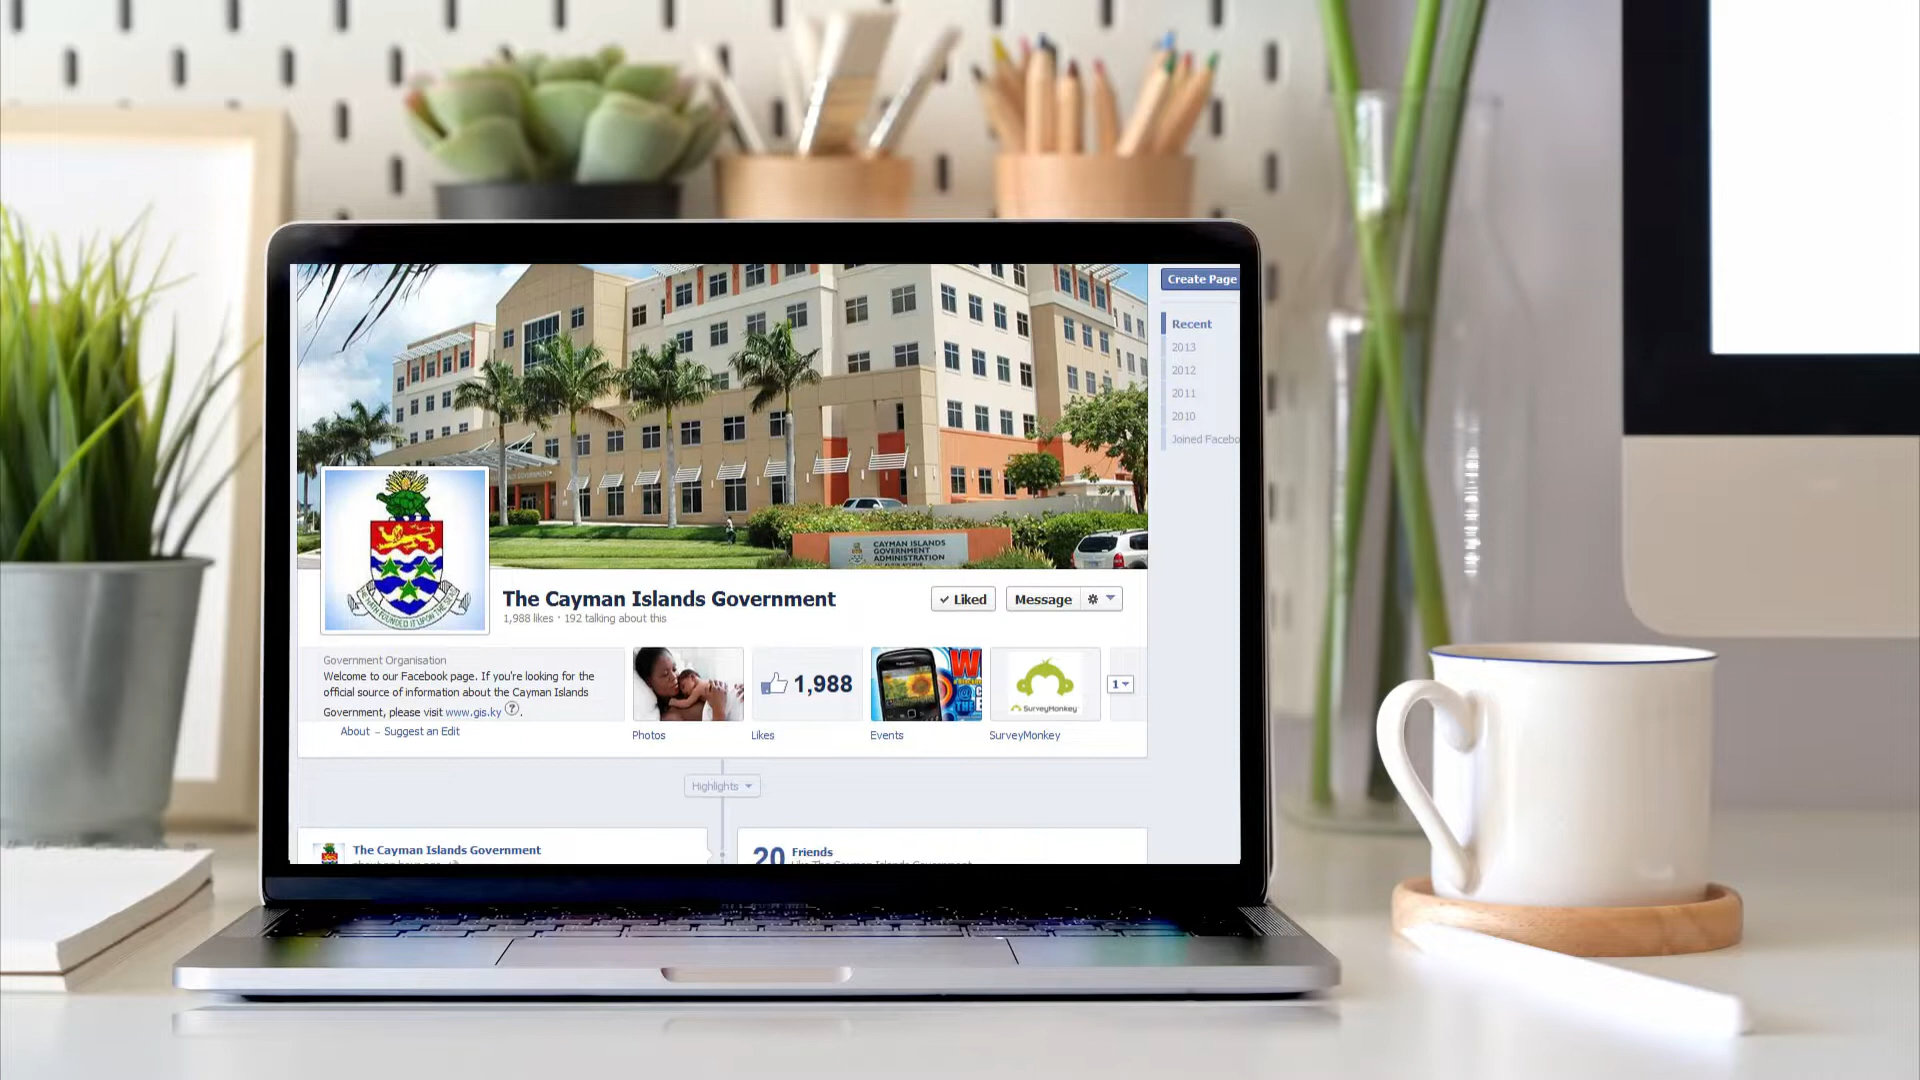 Create Page
Recent
2013
2012
2011
2010
Joined Facebo
CAYMAN ISLANDS
GOVERNMENT
ADMINISTRATION
The Cayman Islands Government
1,988 likes · 192 talking about this
Liked
Message
Government Organisation
Welcome to our Facebook page. If you're looking for the
official source of information about the Cayman Islands
Government, please visit www.gis.ky ? .
About – Suggest an Edit
1,988
SurveyMonkey
1
Photos
Likes
Events
SurveyMonkey
Highlights
The Cayman Islands Government
20 Friends